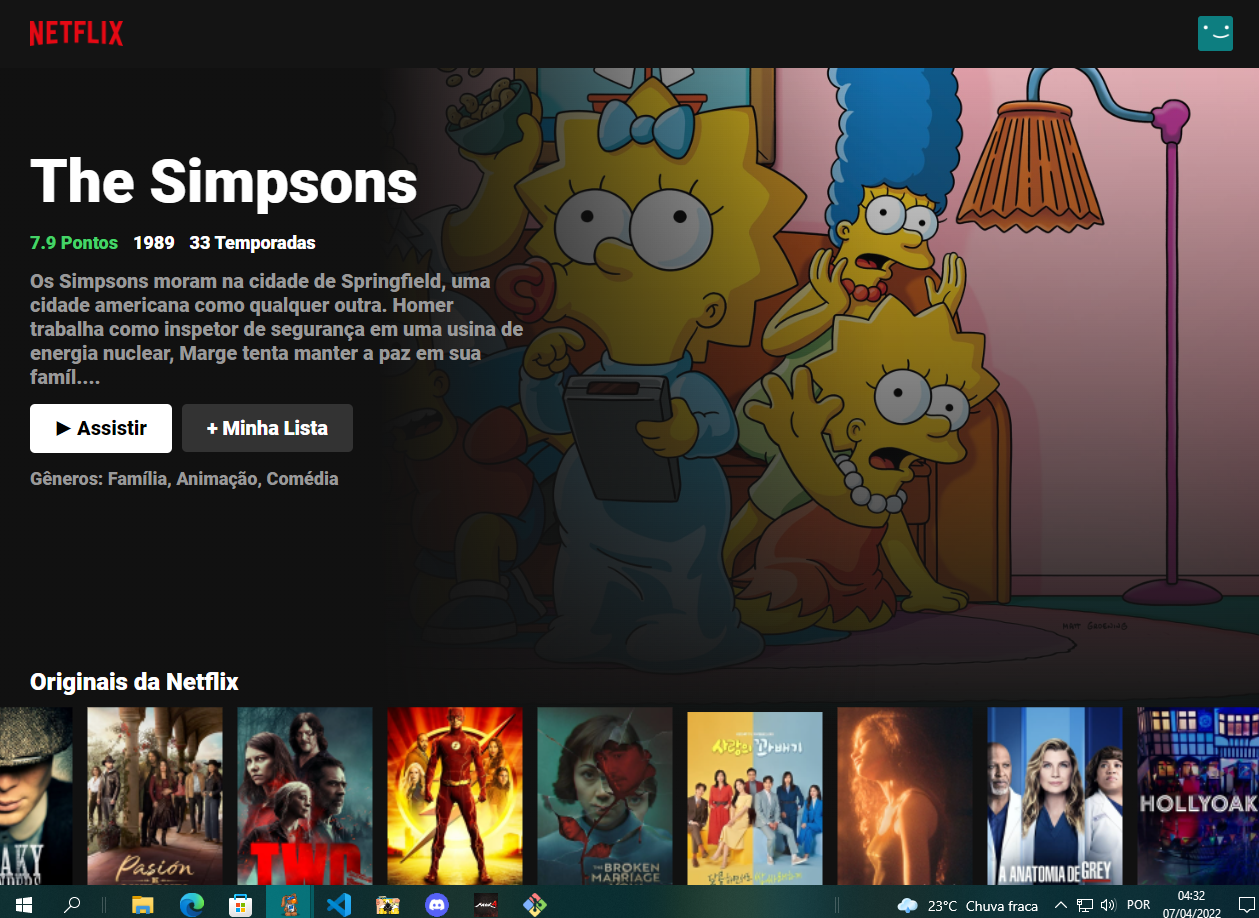 NETFLIX
The Simpsons
7.9 Pontos 1989 33 Temporadas
Os Simpsons moram na cidade de Springfield, uma
cidade americana como qualquer outra. Homer
trabalha como inspetor de segurança em uma usina de
energia nuclear, Marge tenta manter a paz em sua
famíl....
Assistir
+ Minha Lista
Gêneros: Família, Animação, Comédia
MATT GROENING
Originais da Netflix
Pasión
TWD
THE BROKEN
MARRIAGE
사랑의 꽈배기
A ANATOMIA DE GREY
HOLLYOAK
23°C Chuva fraca
POR
04:32
07/04/2022